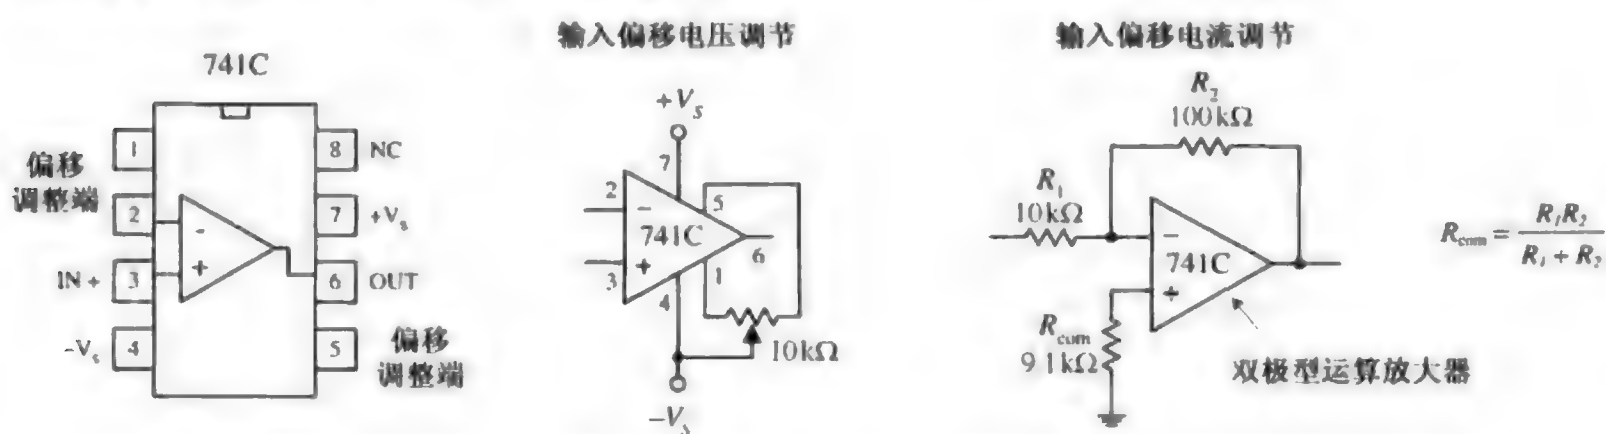 741C
偏移
调整端
1
2
IN +
3
-Vs
4
-
+
8
NC
7
+Vs
6
OUT
5
偏移
调整端
输入偏移电压调节
+Vs
7
2
-
5
741C
6
3
+
1
4
10kΩ
-Vs
输入偏移电流调节
R2
100kΩ
R1
10kΩ
-
741C
+
Rcom
9.1kΩ
双极型运算放大器
Rcom = R1R2 / R1 + R2